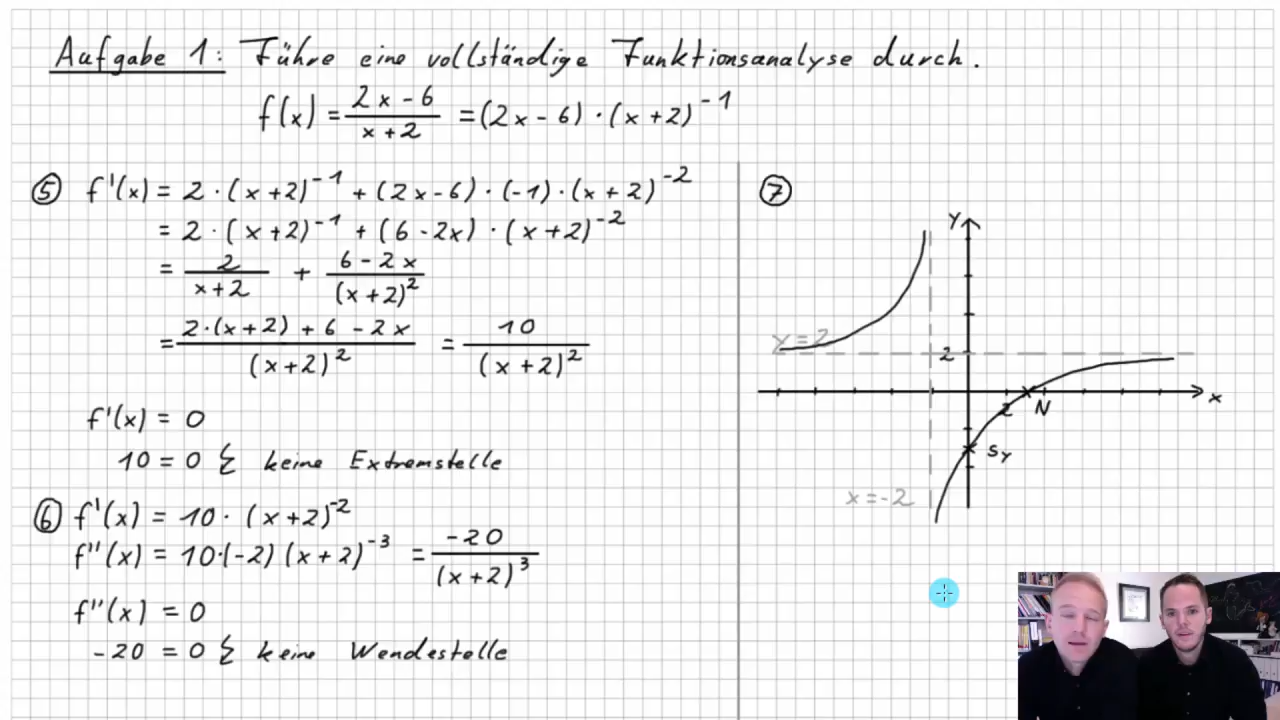 Aufgabe 1: Führe eine vollständige Funktionsanalyse durch.
f(x) = (2x - 6)/(x + 2) = (2x - 6) · (x + 2)^-1
⑤ f'(x) = 2 · (x + 2)^-1 + (2x - 6) · (-1) · (x + 2)^-2
= 2 · (x + 2)^-1 + (6 - 2x) · (x + 2)^-2
= 2/(x + 2) + (6 - 2x)/(x + 2)^2
= (2 · (x + 2) + 6 - 2x)/(x + 2)^2 = 10/(x + 2)^2
f'(x) = 0
10 = 0 ↯ keine Extremstelle
⑥ f'(x) = 10 · (x + 2)^-2
f''(x) = 10 · (-2) (x + 2)^-3 = -20/(x + 2)^3
f''(x) = 0
-20 = 0 ↯ keine Wendestelle
⑦
y
y = 2
2
x
2
N
Sy
x = -2